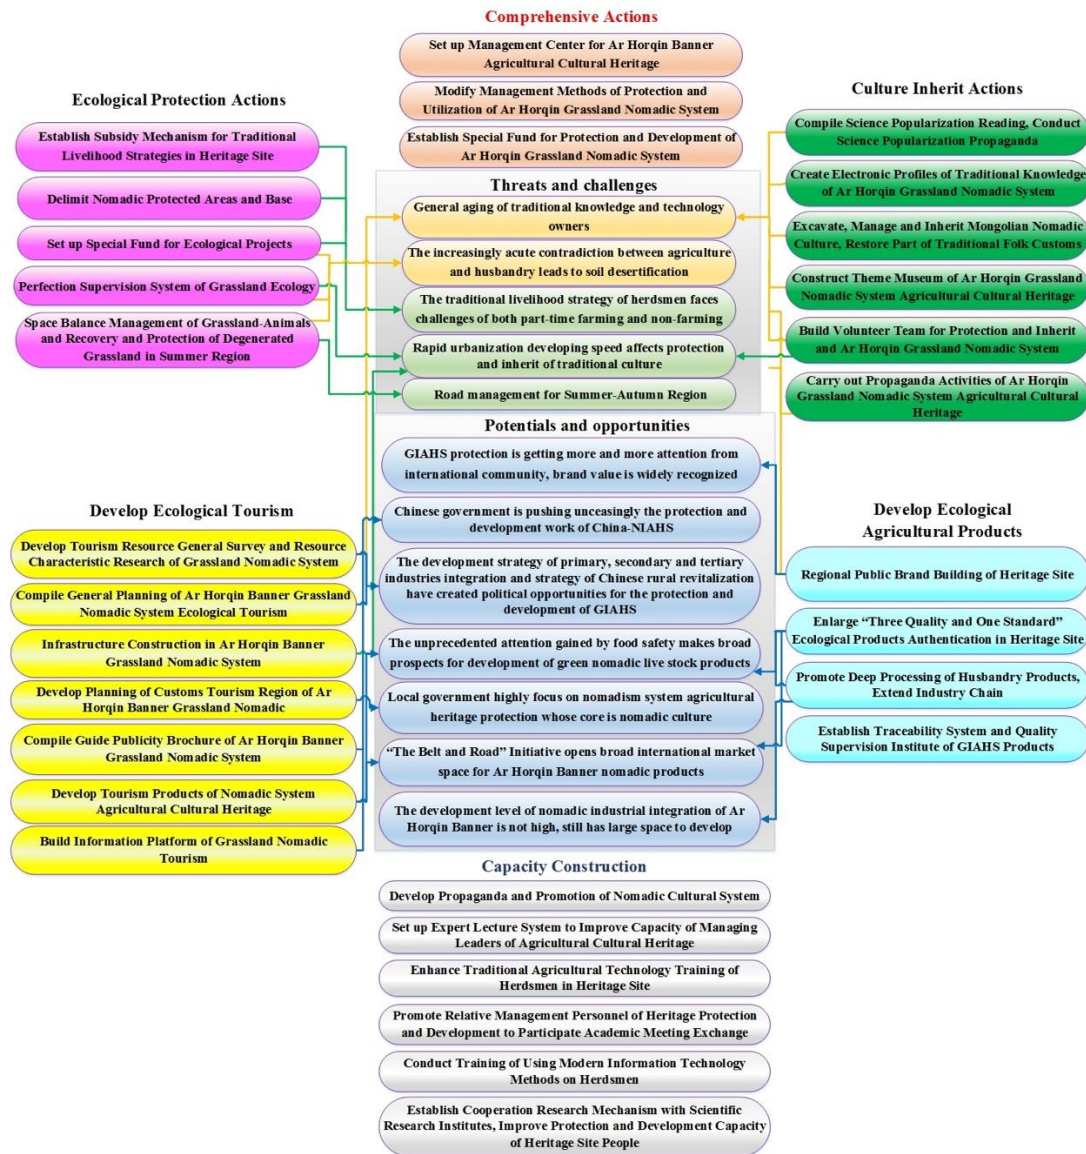 Comprehensive Actions
Set up Management Center for Ar Horqin Banner
Agricultural Cultural Heritage
Modify Management Methods of Protection and
Utilization of Ar Horqin Grassland Nomadic System
Establish Special Fund for Protection and Development of
Ar Horqin Grassland Nomadic System
Ecological Protection Actions
Establish Subsidy Mechanism for Traditional
Livelihood Strategies in Heritage Site
Delimit Nomadic Protected Areas and Base
Set up Special Fund for Ecological Projects
Perfection Supervision System of Grassland Ecology
Space Balance Management of Grassland-Animals
and Recovery and Protection of Degenerated
Grassland in Summer Region
Threats and challenges
General aging of traditional knowledge and technology
owners
The increasingly acute contradiction between agriculture
and husbandry leads to soil desertification
The traditional livelihood strategy of herdsmen faces
challenges of both part-time farming and non-farming
Rapid urbanization developing speed affects protection
and inherit of traditional culture
Road management for Summer-Autumn Region
Culture Inherit Actions
Compile Science Popularization Reading, Conduct
Science Popularization Propaganda
Create Electronic Profiles of Traditional Knowledge
of Ar Horqin Grassland Nomadic System
Excavate, Manage and Inherit Mongolian Nomadic
Culture, Restore Part of Traditional Folk Customs
Construct Theme Museum of Ar Horqin Grassland
Nomadic System Agricultural Cultural Heritage
Build Volunteer Team for Protection and Inherit
and Ar Horqin Grassland Nomadic System
Carry out Propaganda Activities of Ar Horqin
Grassland Nomadic System Agricultural Cultural
Heritage
Potentials and opportunities
GIAHS protection is getting more and more attention from
international community, brand value is widely recognized
Chinese government is pushing unceasingly the protection and
development work of China-NIAHS
The development strategy of primary, secondary and tertiary
industries integration and strategy of Chinese rural revitalization
have created political opportunities for the protection and
development of GIAHS
The unprecedented attention gained by food safety makes broad
prospects for development of green nomadic live stock products
Local government highly focus on nomadism system agricultural
heritage protection whose core is nomadic culture
“The Belt and Road” Initiative opens broad international market
space for Ar Horqin Banner nomadic products
The development level of nomadic industrial integration of Ar
Horqin Banner is not high, still has large space to develop
Develop Ecological Tourism
Develop Tourism Resource General Survey and Resource
Characteristic Research of Grassland Nomadic System
Compile General Planning of Ar Horqin Banner Grassland
Nomadic System Ecological Tourism
Infrastructure Construction in Ar Horqin Banner
Grassland Nomadic System
Develop Planning of Customs Tourism Region of Ar
Horqin Banner Grassland Nomadic
Compile Guide Publicity Brochure of Ar Horqin Banner
Grassland Nomadic System
Develop Tourism Products of Nomadic System
Agricultural Cultural Heritage
Build Information Platform of Grassland Nomadic
Tourism
Develop Ecological
Agricultural Products
Regional Public Brand Building of Heritage Site
Enlarge “Three Quality and One Standard”
Ecological Products Authentication in Heritage Site
Promote Deep Processing of Husbandry Products,
Extend Industry Chain
Establish Traceability System and Quality
Supervision Institute of GIAHS Products
Capacity Construction
Develop Propaganda and Promotion of Nomadic Cultural System
Set up Expert Lecture System to Improve Capacity of Managing
Leaders of Agricultural Cultural Heritage
Enhance Traditional Agricultural Technology Training of
Herdsmen in Heritage Site
Promote Relative Management Personnel of Heritage Protection
and Development to Participate Academic Meeting Exchange
Conduct Training of Using Modern Information Technology
Methods on Herdsmen
Establish Cooperation Research Mechanism with Scientific
Research Institutes, Improve Protection and Development Capacity
of Heritage Site People